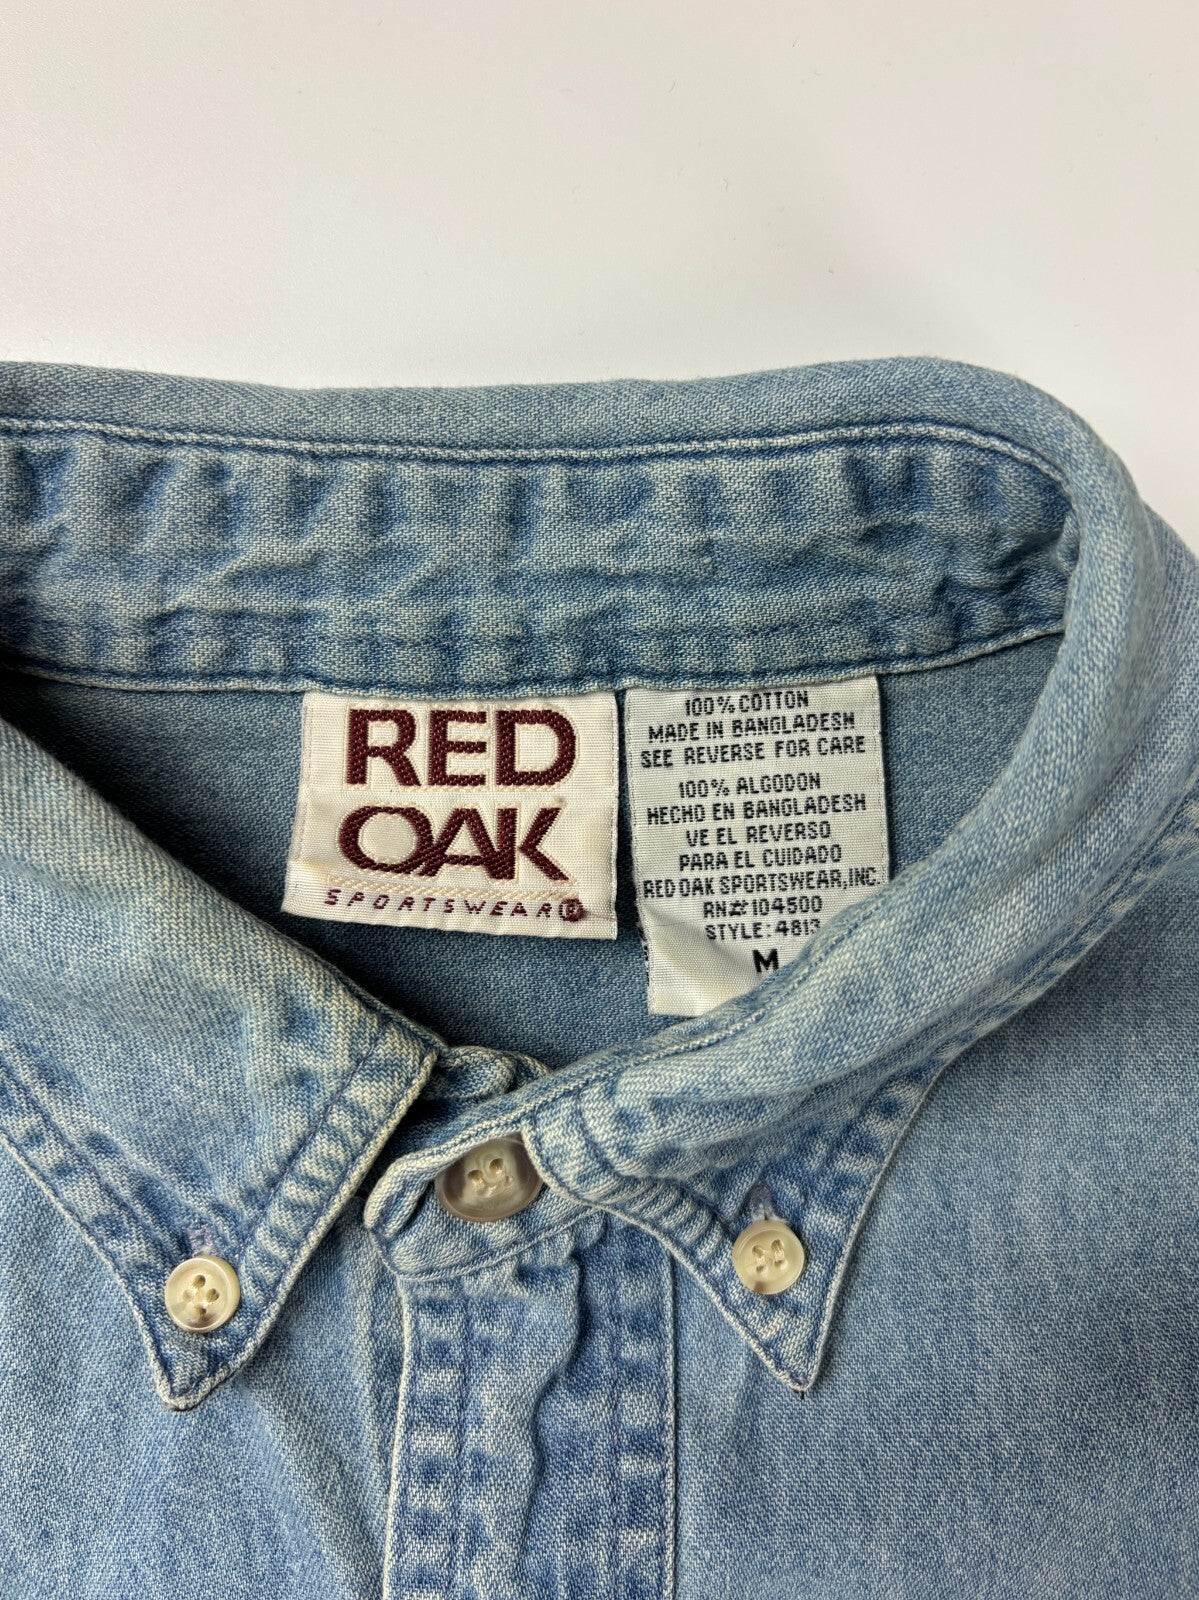 RED
OAK
SPORTSWEAR®
100% COTTON
MADE IN BANGLADESH
SEE REVERSE FOR CARE
100% ALGODON
HECHO EN BANGLADESH
VE EL REVERSO
PARA EL CUIDADO
RED OAK SPORTSWEAR, INC.
RN# 104500
STYLE: 4813
M